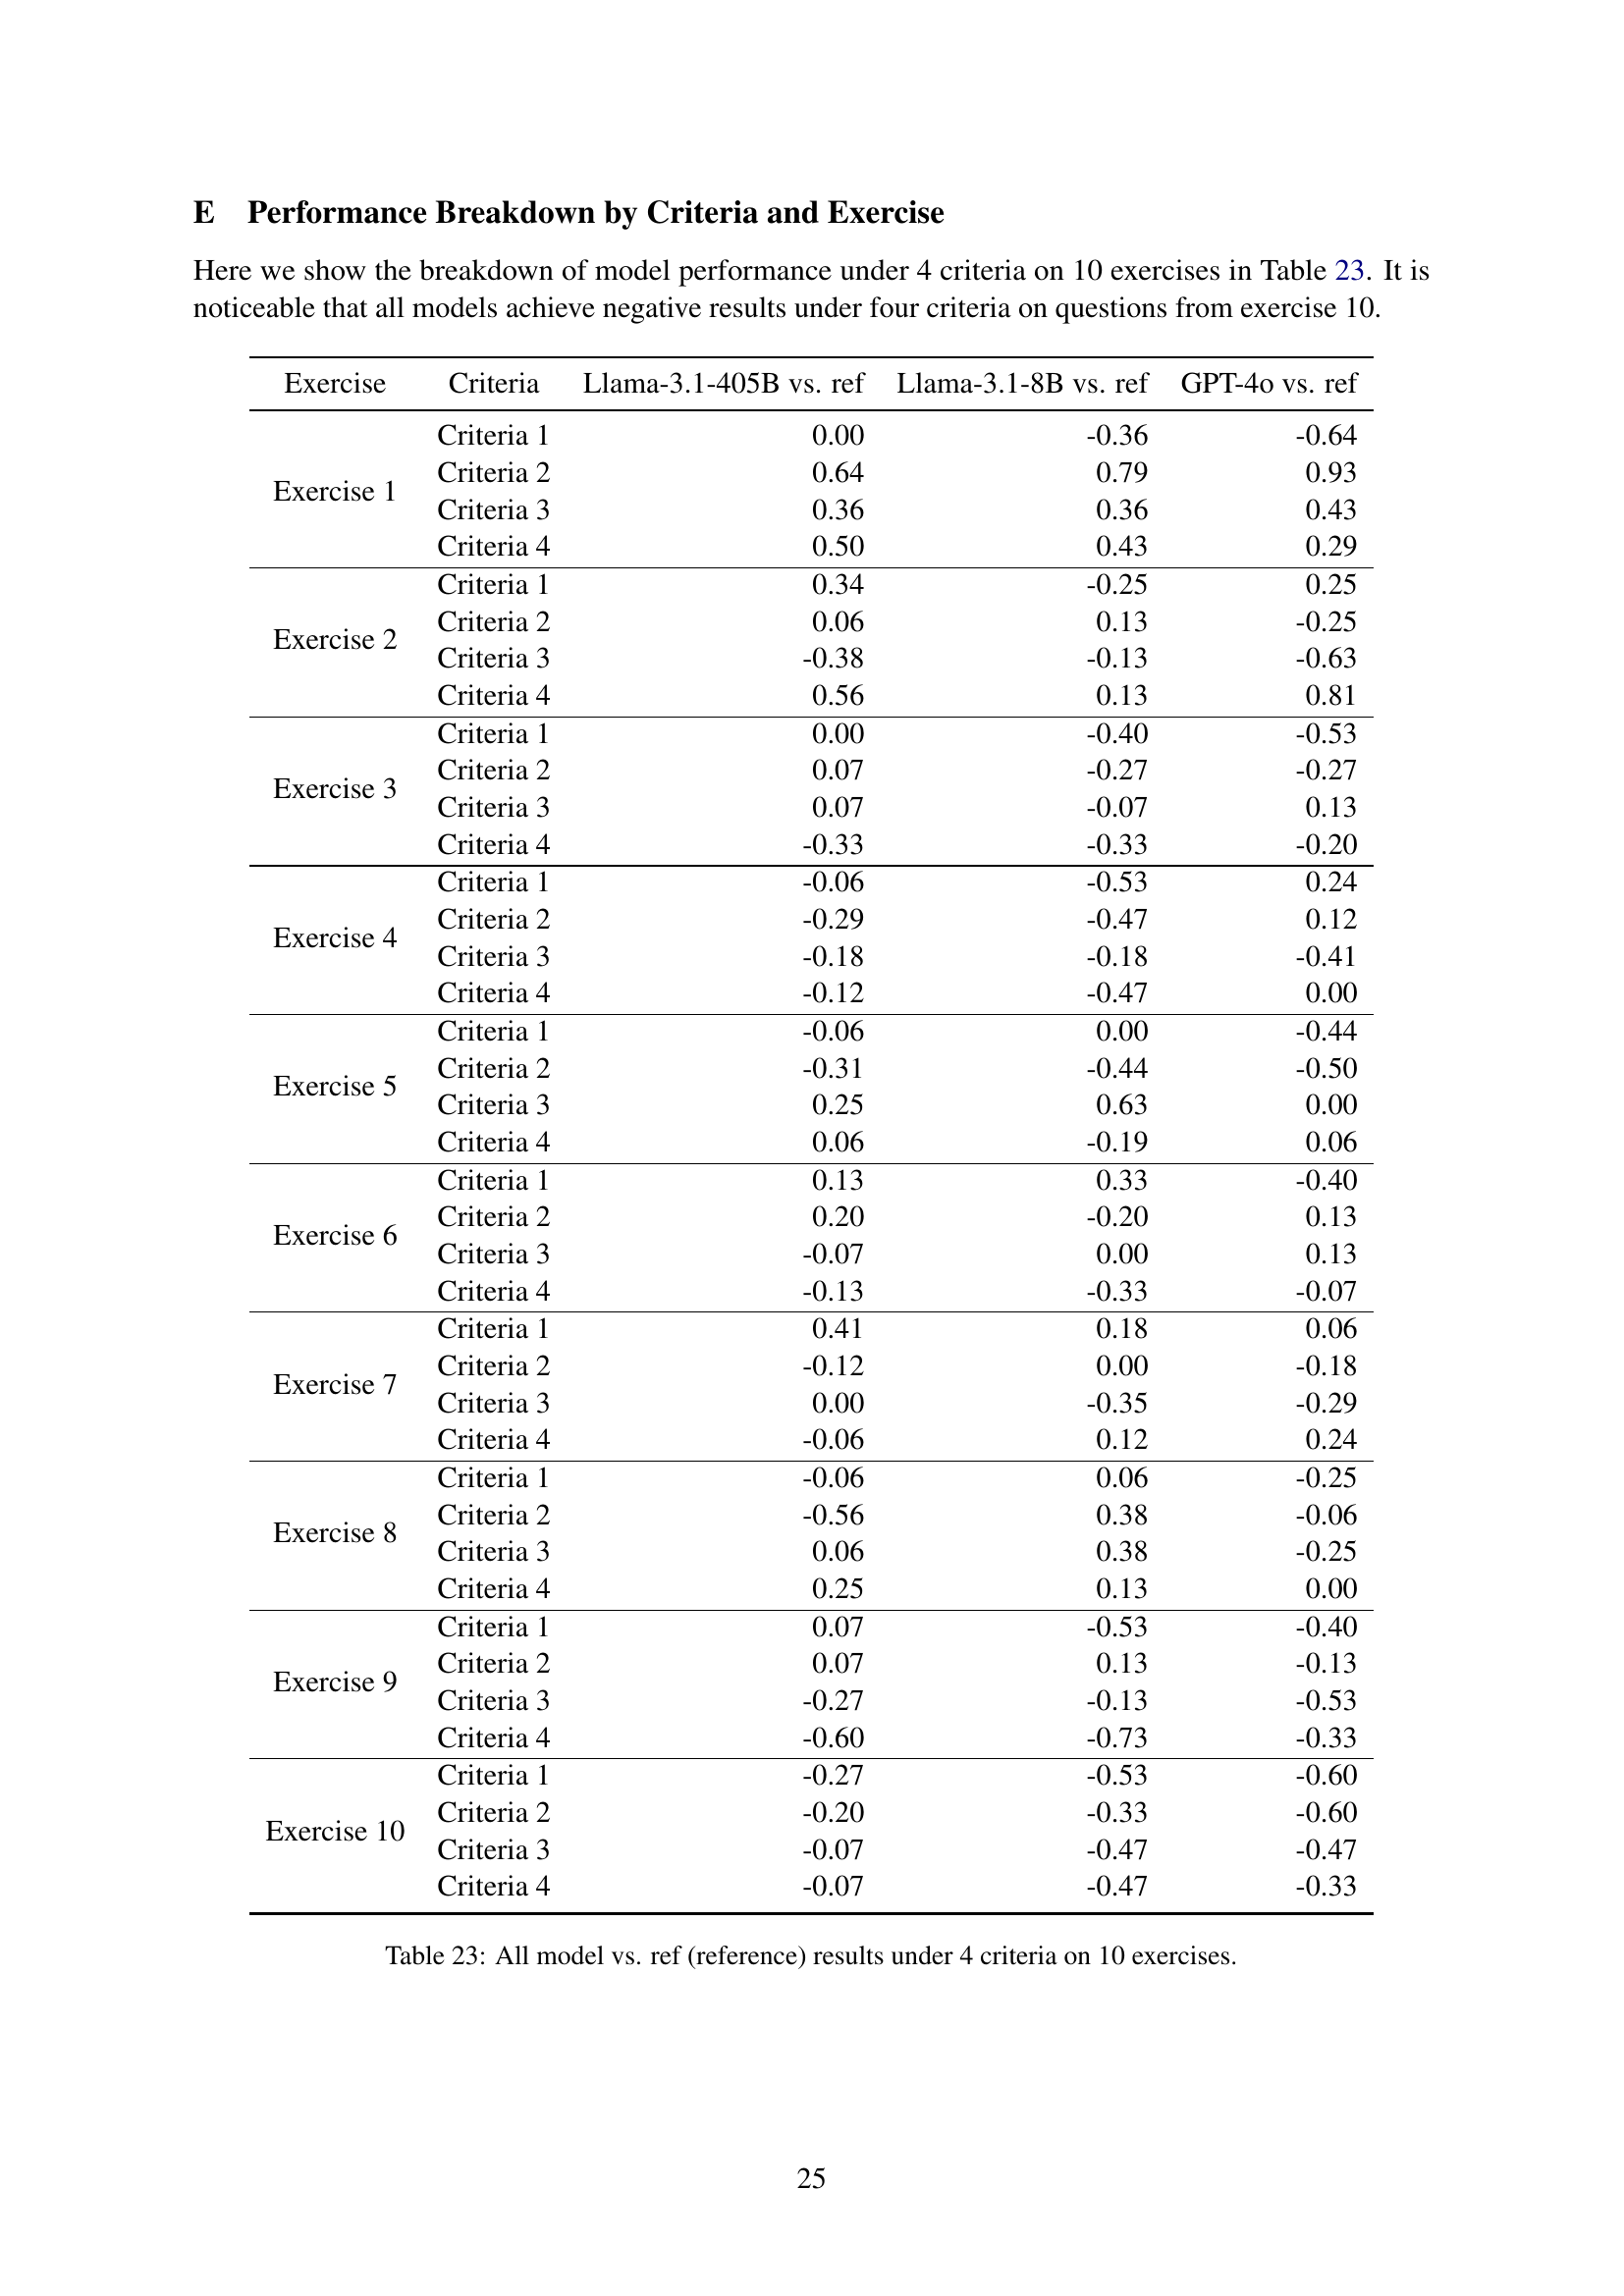 E Performance Breakdown by Criteria and Exercise
Here we show the breakdown of model performance under 4 criteria on 10 exercises in Table 23. It is
noticeable that all models achieve negative results under four criteria on questions from exercise 10.
Exercise Criteria Llama-3.1-405B vs. ref Llama-3.1-8B vs. ref GPT-4o vs. ref
Exercise 1
Criteria 1 0.00 -0.36 -0.64
Criteria 2 0.64 0.79 0.93
Criteria 3 0.36 0.36 0.43
Criteria 4 0.50 0.43 0.29
Exercise 2
Criteria 1 0.34 -0.25 0.25
Criteria 2 0.06 0.13 -0.25
Criteria 3 -0.38 -0.13 -0.63
Criteria 4 0.56 0.13 0.81
Exercise 3
Criteria 1 0.00 -0.40 -0.53
Criteria 2 0.07 -0.27 -0.27
Criteria 3 0.07 -0.07 0.13
Criteria 4 -0.33 -0.33 -0.20
Exercise 4
Criteria 1 -0.06 -0.53 0.24
Criteria 2 -0.29 -0.47 0.12
Criteria 3 -0.18 -0.18 -0.41
Criteria 4 -0.12 -0.47 0.00
Exercise 5
Criteria 1 -0.06 0.00 -0.44
Criteria 2 -0.31 -0.44 -0.50
Criteria 3 0.25 0.63 0.00
Criteria 4 0.06 -0.19 0.06
Exercise 6
Criteria 1 0.13 0.33 -0.40
Criteria 2 0.20 -0.20 0.13
Criteria 3 -0.07 0.00 0.13
Criteria 4 -0.13 -0.33 -0.07
Exercise 7
Criteria 1 0.41 0.18 0.06
Criteria 2 -0.12 0.00 -0.18
Criteria 3 0.00 -0.35 -0.29
Criteria 4 -0.06 0.12 0.24
Exercise 8
Criteria 1 -0.06 0.06 -0.25
Criteria 2 -0.56 0.38 -0.06
Criteria 3 0.06 0.38 -0.25
Criteria 4 0.25 0.13 0.00
Exercise 9
Criteria 1 0.07 -0.53 -0.40
Criteria 2 0.07 0.13 -0.13
Criteria 3 -0.27 -0.13 -0.53
Criteria 4 -0.60 -0.73 -0.33
Exercise 10
Criteria 1 -0.27 -0.53 -0.60
Criteria 2 -0.20 -0.33 -0.60
Criteria 3 -0.07 -0.47 -0.47
Criteria 4 -0.07 -0.47 -0.33
Table 23: All model vs. ref (reference) results under 4 criteria on 10 exercises.
25